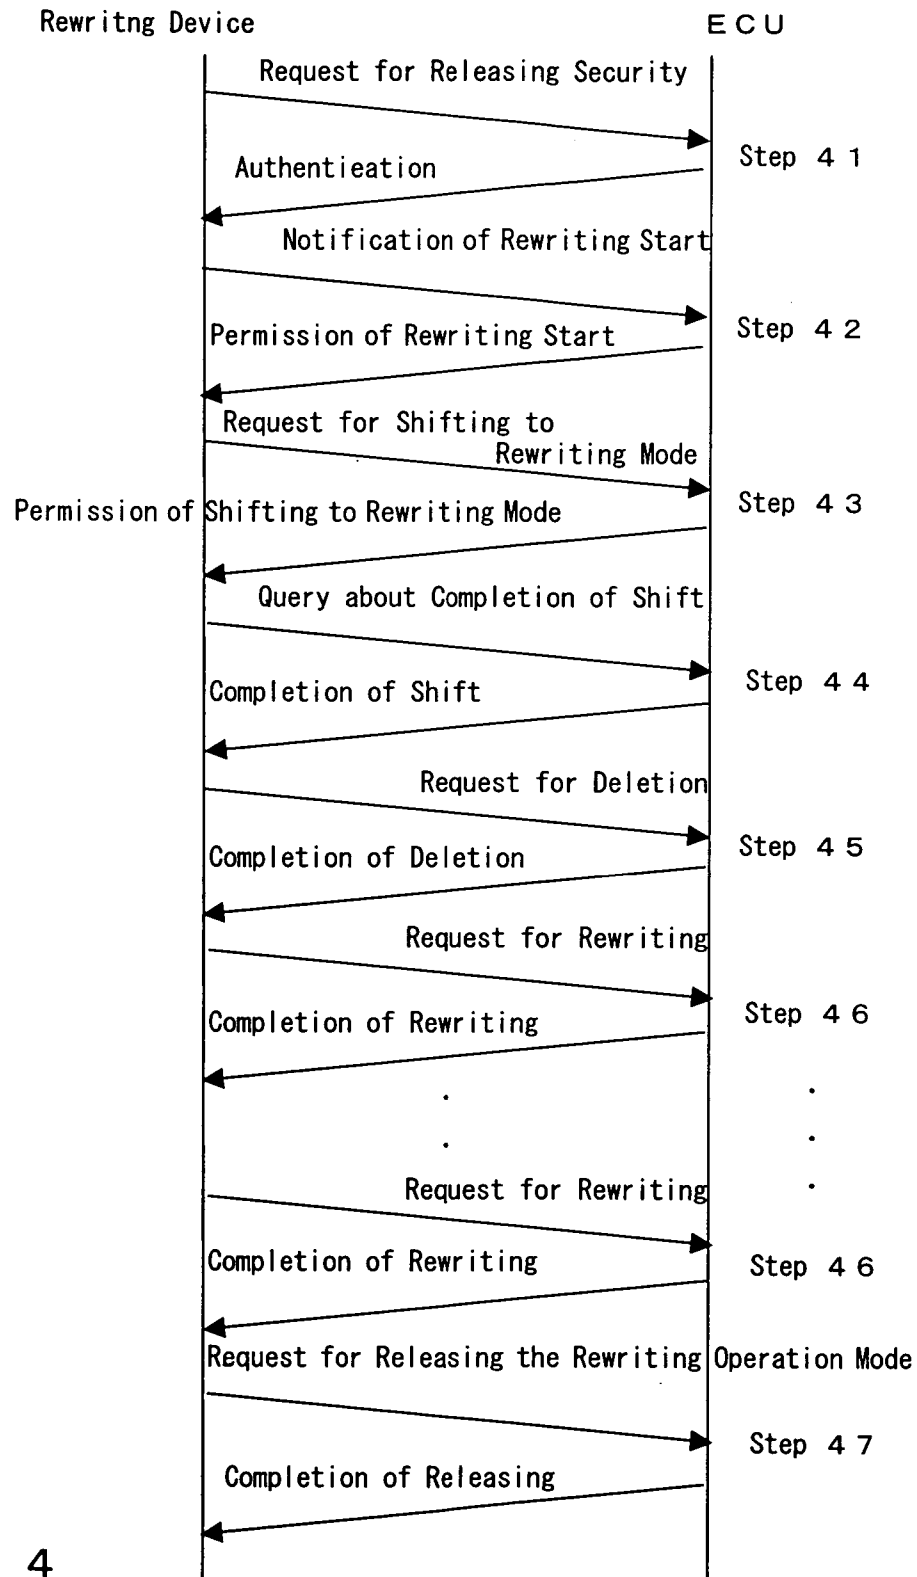 Rewritng Device
ECU
Request for Releasing Security
Step 41
Authentieation
Notification of Rewriting Start
Step 42
Permission of Rewriting Start
Request for Shifting to
Rewriting Mode
Step 43
Permission of Shifting to Rewriting Mode
Query about Completion of Shift
Step 44
Completion of Shift
Request for Deletion
Step 45
Completion of Deletion
Request for Rewriting
Step 46
Completion of Rewriting
Request for Rewriting
Step 46
Completion of Rewriting
Request for Releasing the Rewriting Operation Mode
Step 47
Completion of Releasing
4